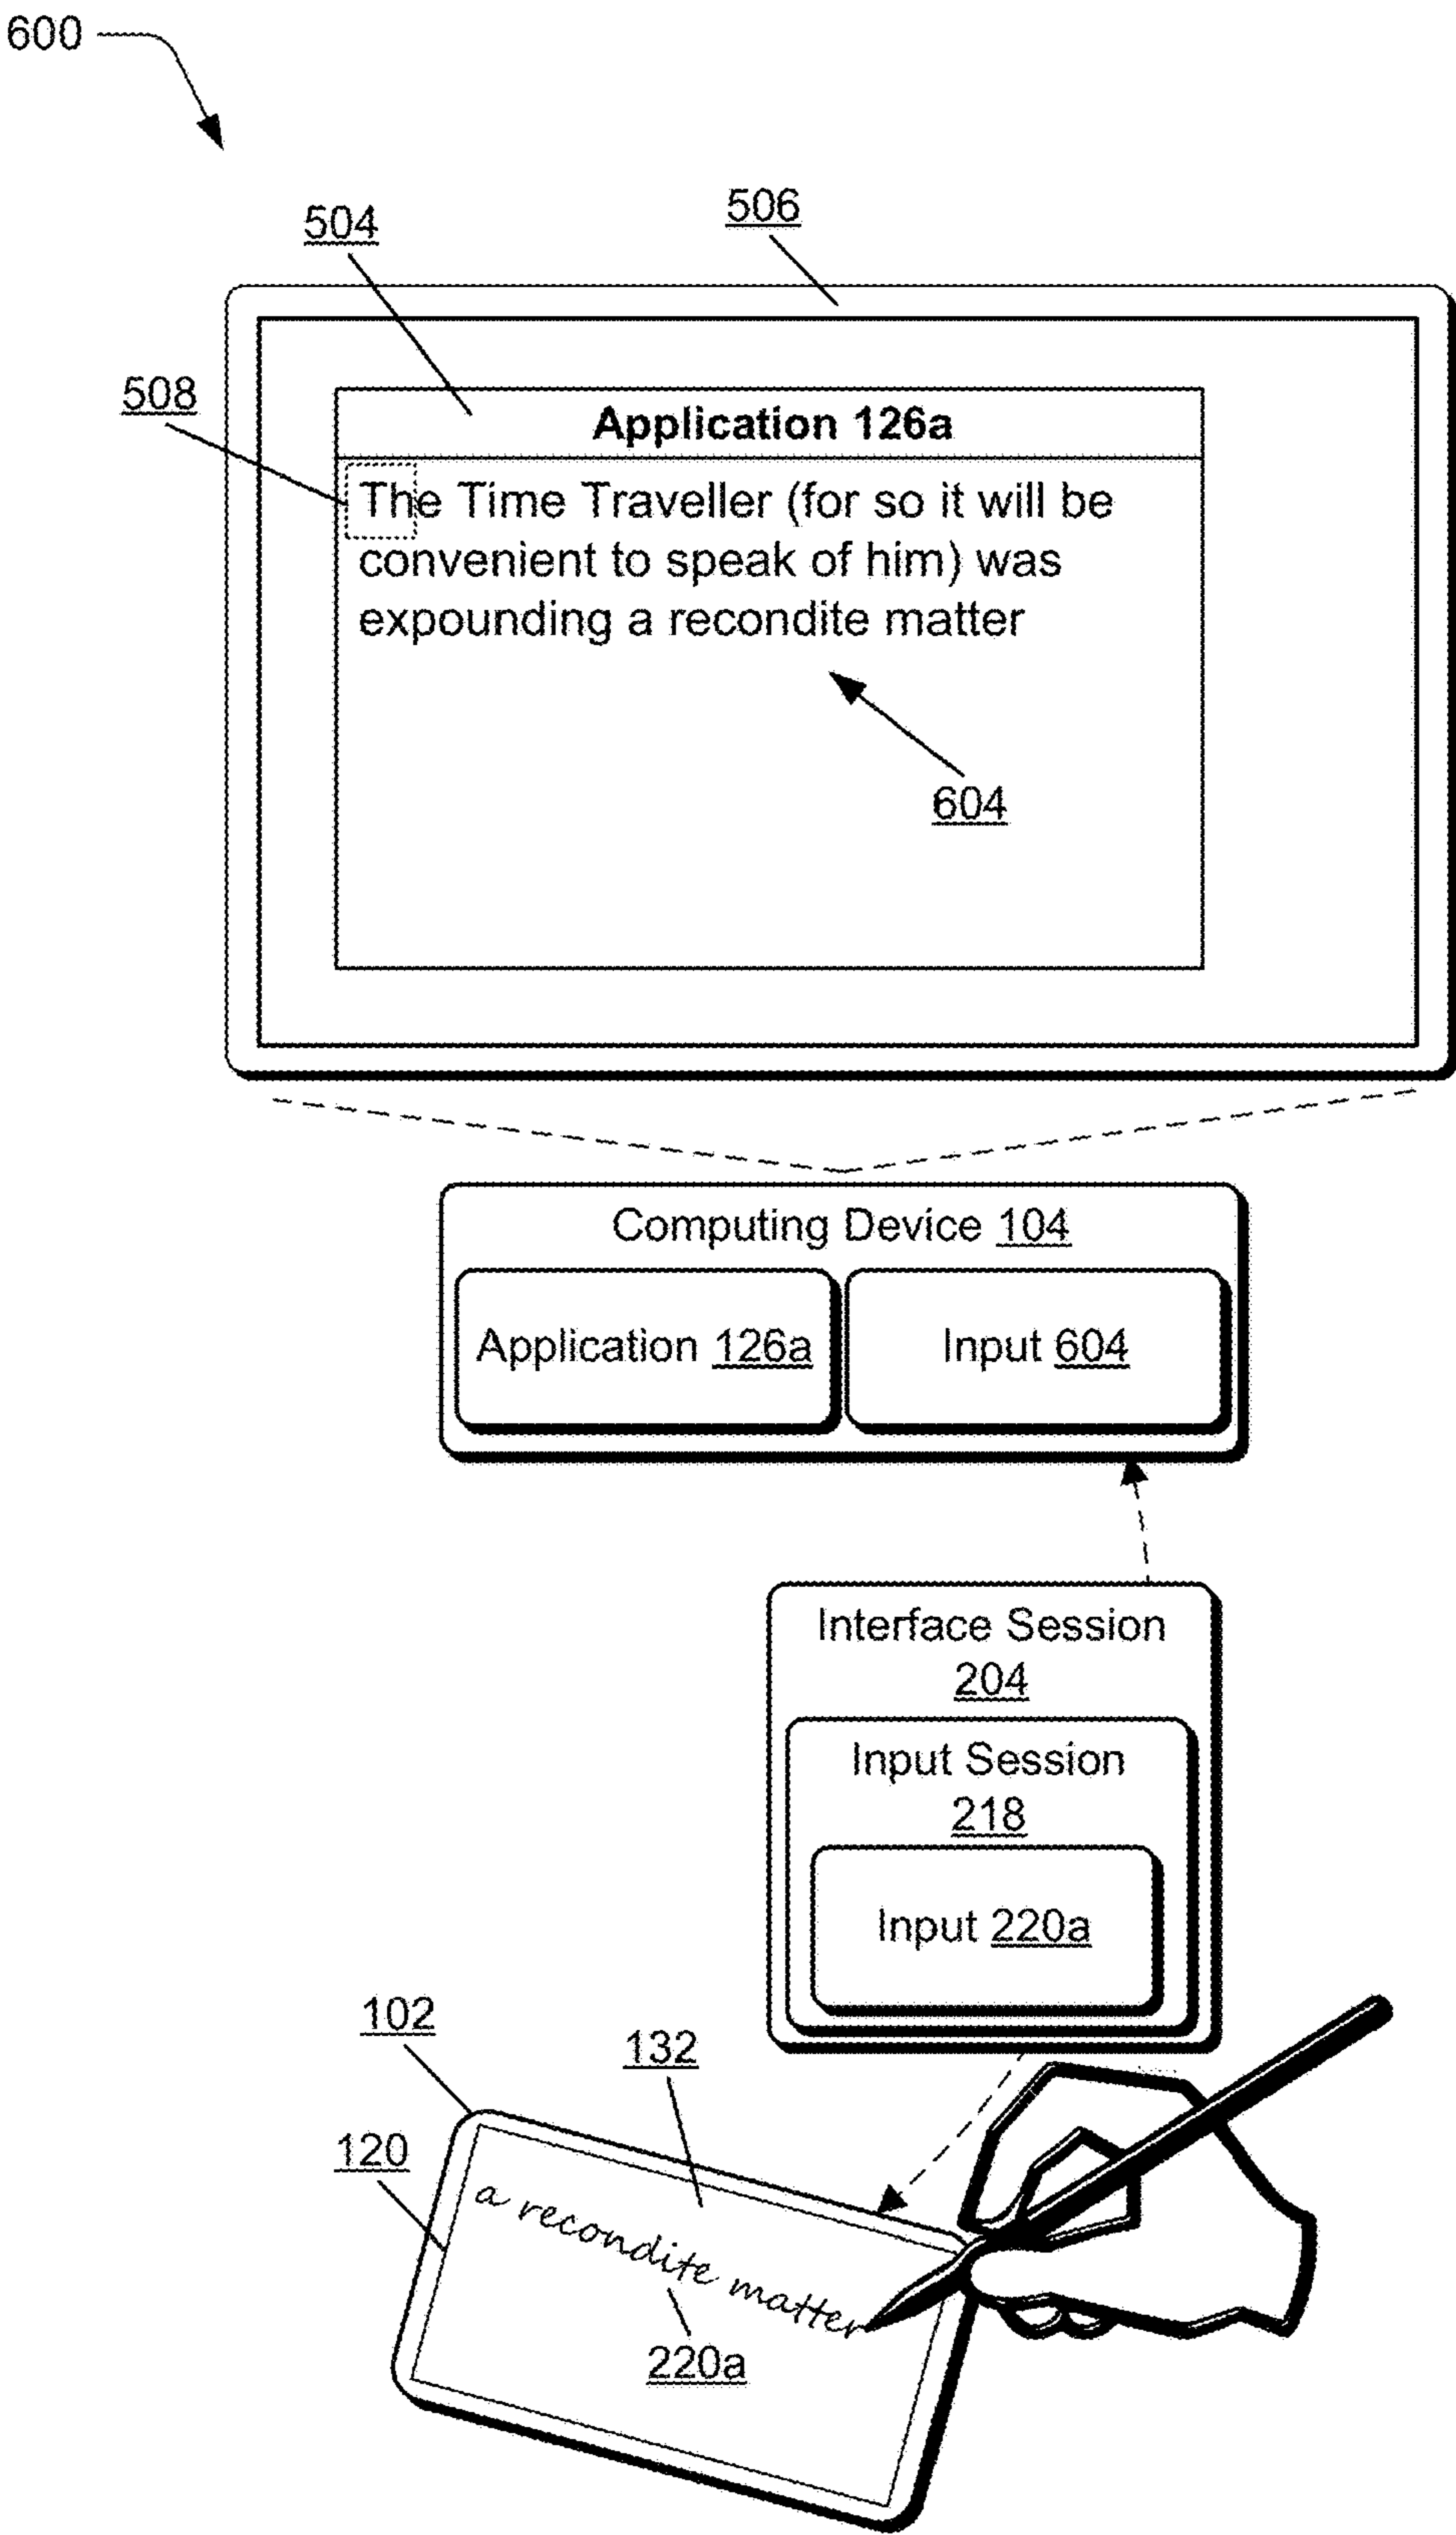 600
504
506
508
Application 126a
The Time Traveller (for so it will be
convenient to speak of him) was
expounding a recondite matter
604
Computing Device 104
Application 126a
Input 604
Interface Session
204
Input Session
218
Input 220a
102
132
120
a recondite matter
220a